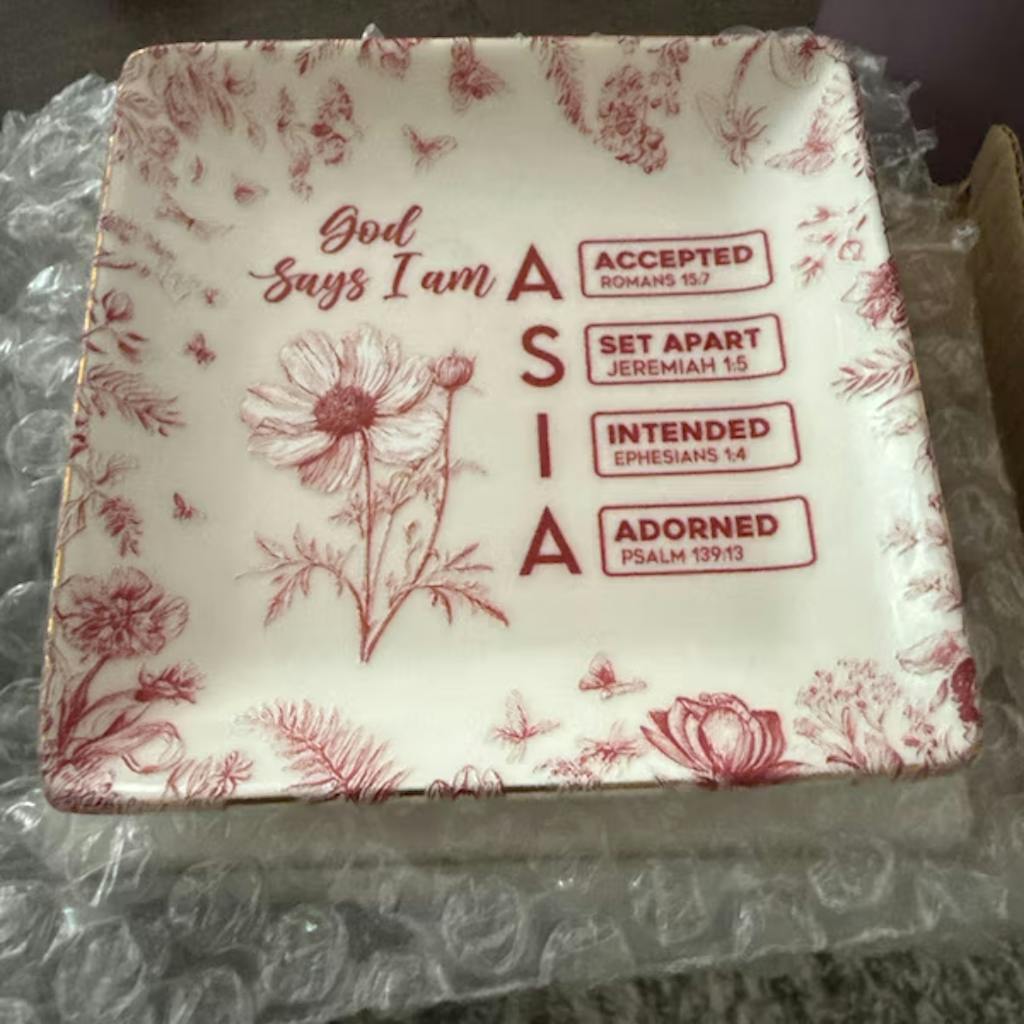 God
Says I am
A
ACCEPTED
ROMANS 15:7
S
SET APART
JEREMIAH 1:5
I
INTENDED
EPHESIANS 1:4
A
ADORNED
PSALM 139:13